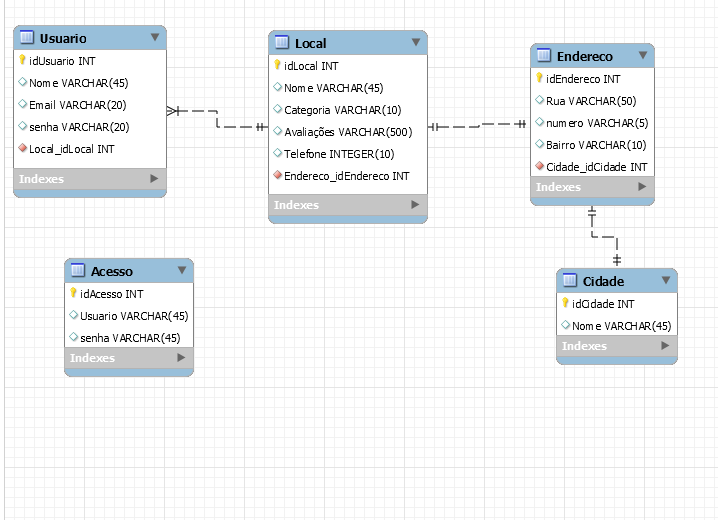 Usuario
idUsuario INT
Nome VARCHAR(45)
Email VARCHAR(20)
senha VARCHAR(20)
Local_idLocal INT
Indexes
Local
idLocal INT
Nome VARCHAR(45)
Categoria VARCHAR(10)
Avaliações VARCHAR(500)
Telefone INTEGER(10)
Endereco_idEndereco INT
Indexes
Endereco
idEndereco INT
Rua VARCHAR(50)
numero VARCHAR(5)
Bairro VARCHAR(10)
Cidade_idCidade INT
Indexes
Acesso
idAcesso INT
Usuario VARCHAR(45)
senha VARCHAR(45)
Indexes
Cidade
idCidade INT
Nome VARCHAR(45)
Indexes